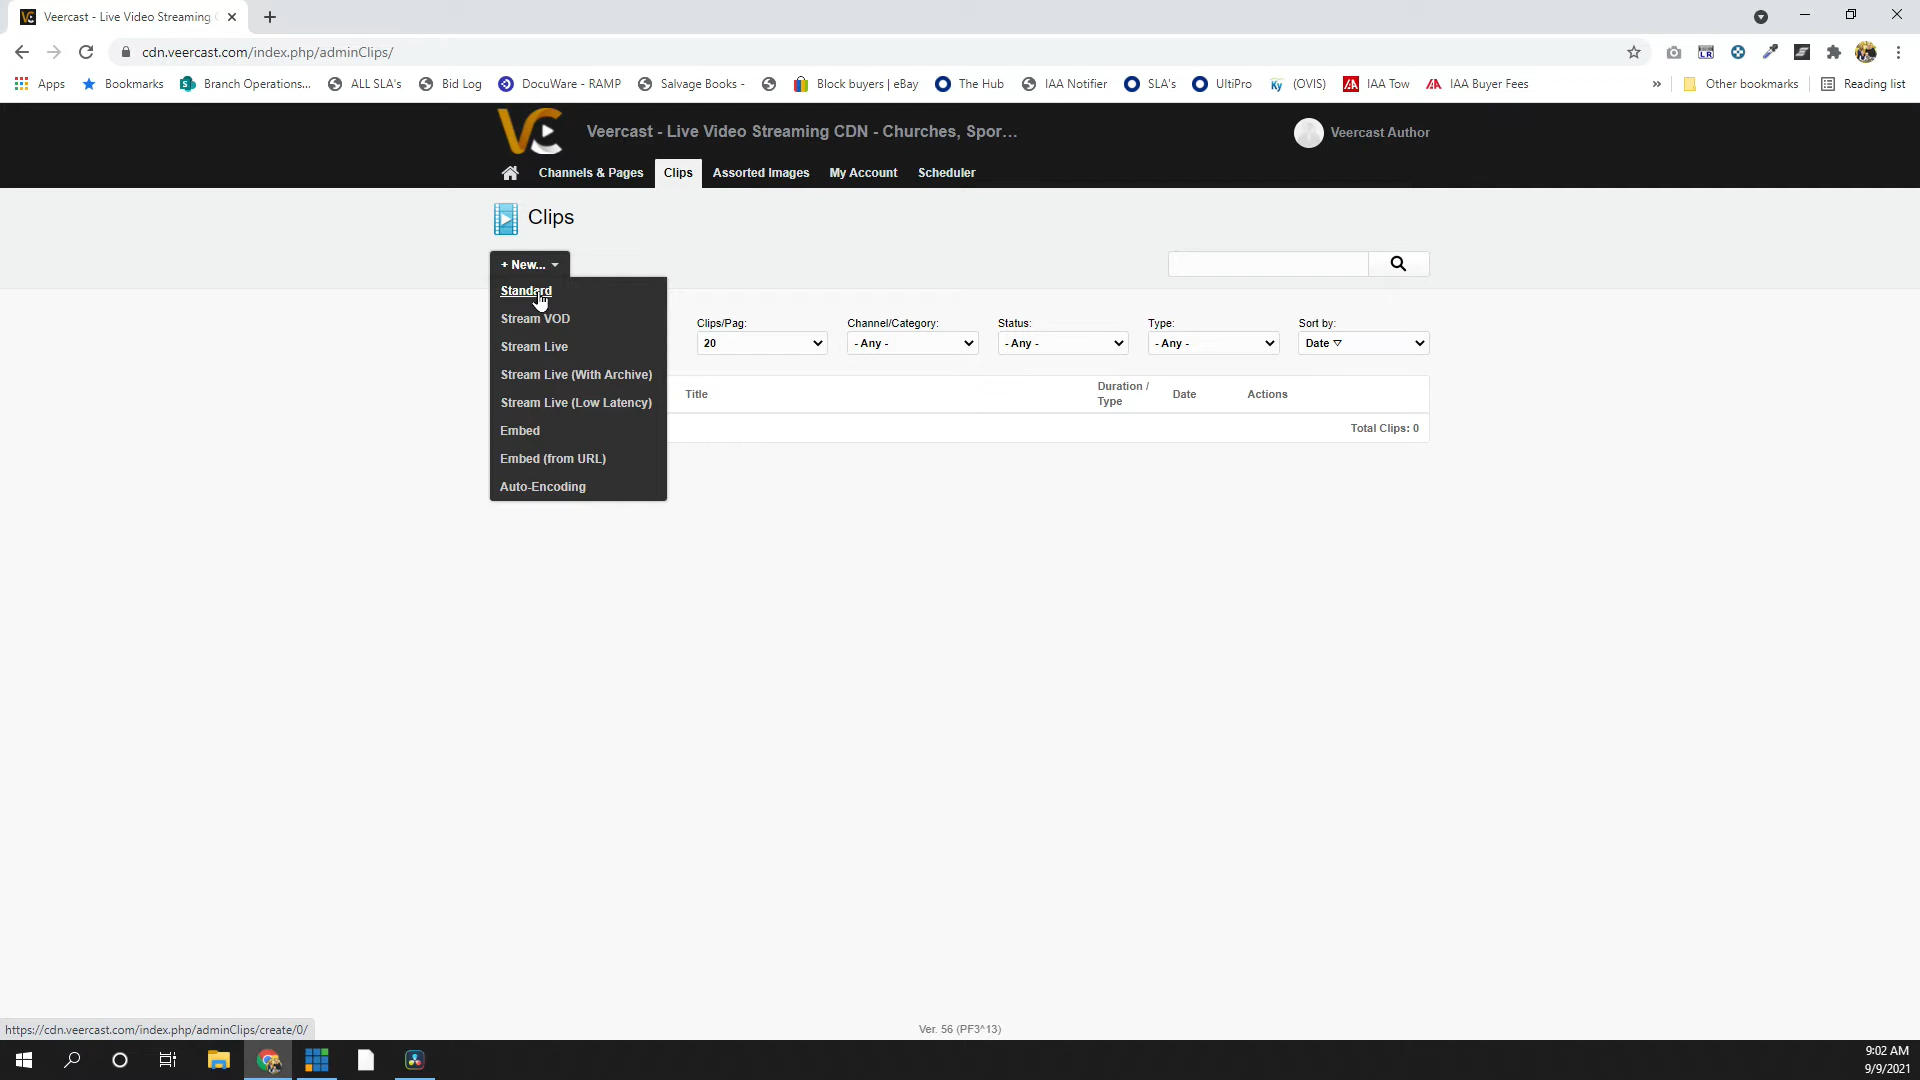 Veercast - Live Video Streaming
cdn.veercast.com/index.php/adminClips/
Apps
Bookmarks
Branch Operations...
ALL SLA's
Bid Log
DocuWare - RAMP
Salvage Books -
Block buyers | eBay
The Hub
IAA Notifier
SLA's
UltiPro
Ky (OVIS)
IAA Tow
IAA Buyer Fees
»
Other bookmarks
Reading list
VC
Veercast - Live Video Streaming CDN - Churches, Spor...
Veercast Author
Channels & Pages
Clips
Assorted Images
My Account
Scheduler
Clips
+ New...
Standard
Stream VOD
Stream Live
Stream Live (With Archive)
Stream Live (Low Latency)
Embed
Embed (from URL)
Auto-Encoding
Clips/Pag:
20
Channel/Category:
- Any -
Status:
- Any -
Type:
- Any -
Sort by:
Date ▽
Title
Duration /
Type
Date
Actions
Total Clips: 0
https://cdn.veercast.com/index.php/adminClips/create/0/
Ver. 56 (PF3^13)
9:02 AM
9/9/2021